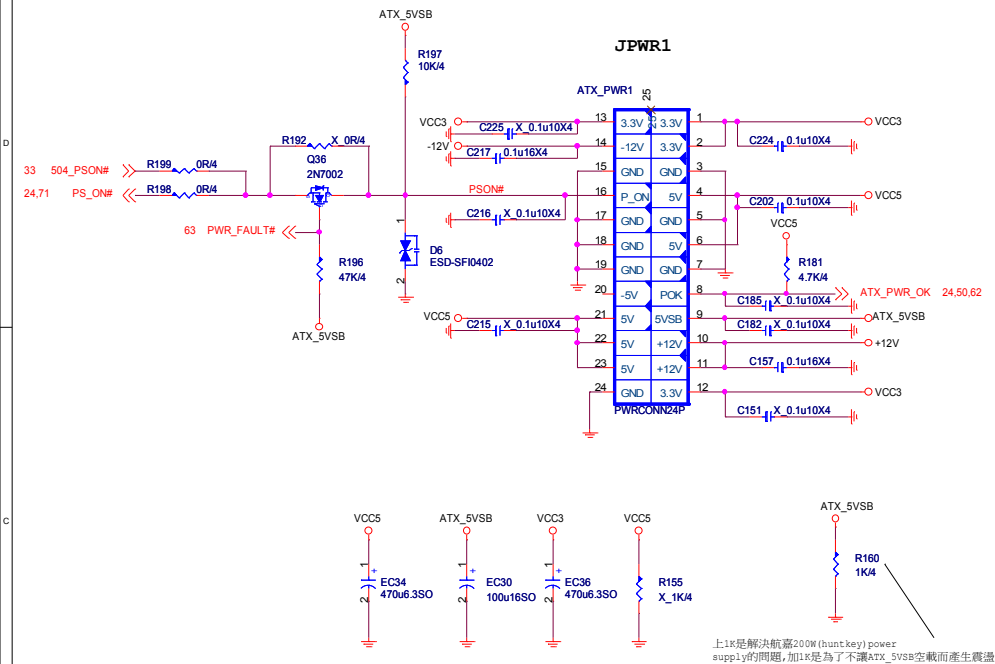 ATX_5VSB
R197
10K/4
JPWR1
ATX_PWR1
25
25
VCC3
C225 X_0.1u10X4
-12V
C217 0.1u16X4
13 3.3V 3.3V 1
14 -12V 3.3V 2
15 GND GND 3
16 P_ON 5V 4
17 GND GND 5
18 GND 5V 6
19 GND GND 7
20 -5V POK 8
21 5V 5VSB 9
22 5V +12V 10
23 5V +12V 11
24 GND 3.3V 12
PWRCONN24P
VCC3
C224 0.1u10X4
VCC5
C202 0.1u10X4
VCC5
R181
4.7K/4
ATX_PWR_OK 24,50,62
C185 X_0.1u10X4
ATX_5VSB
C182 X_0.1u10X4
+12V
C157 0.1u16X4
VCC3
C151 X_0.1u10X4
D
R192 X_0R/4
Q36
2N7002
33 504_PSON# R199 0R/4
24,71 PS_ON# R198 0R/4
PSON#
C216 X_0.1u10X4
63 PWR_FAULT#
R196
47K/4
ATX_5VSB
1
D6
ESD-SFI0402
2
VCC5
C215 X_0.1u10X4
C
VCC5
1
+
EC34
470u6.3SO
2
ATX_5VSB
1
+
EC30
100u16SO
2
VCC3
1
+
EC36
470u6.3SO
2
VCC5
R155
X_1K/4
ATX_5VSB
R160
1K/4
上1K是解決航嘉200W(huntkey)power
supply的問題,加1K是為了不讓ATX_5VSB空載而產生震盪